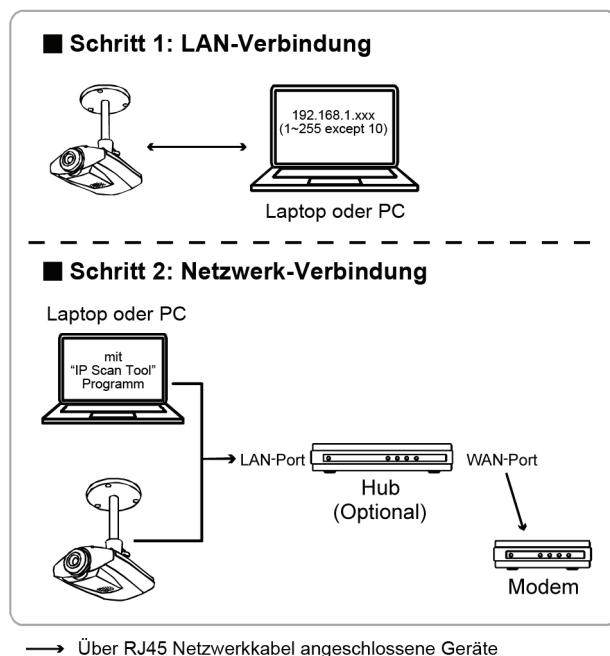 ■ Schritt 1: LAN-Verbindung
192.168.1.xxx
(1~255 except 10)
Laptop oder PC
■ Schritt 2: Netzwerk-Verbindung
Laptop oder PC
mit
“IP Scan Tool”
Programm
LAN-Port
WAN-Port
Hub
(Optional)
Modem
Über RJ45 Netzwerkkabel angeschlossene Geräte